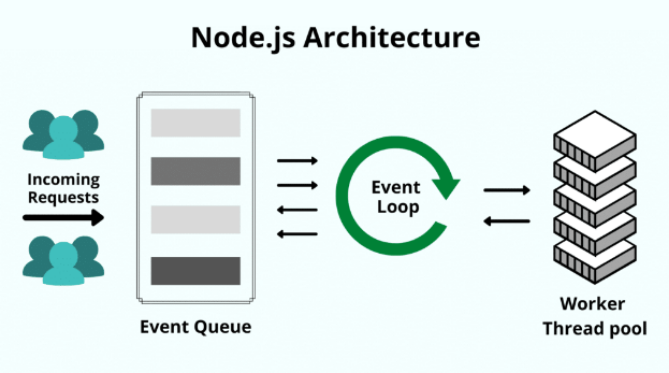 Node.js Architecture
Incoming
Requests
Event Queue
Event
Loop
Worker
Thread pool